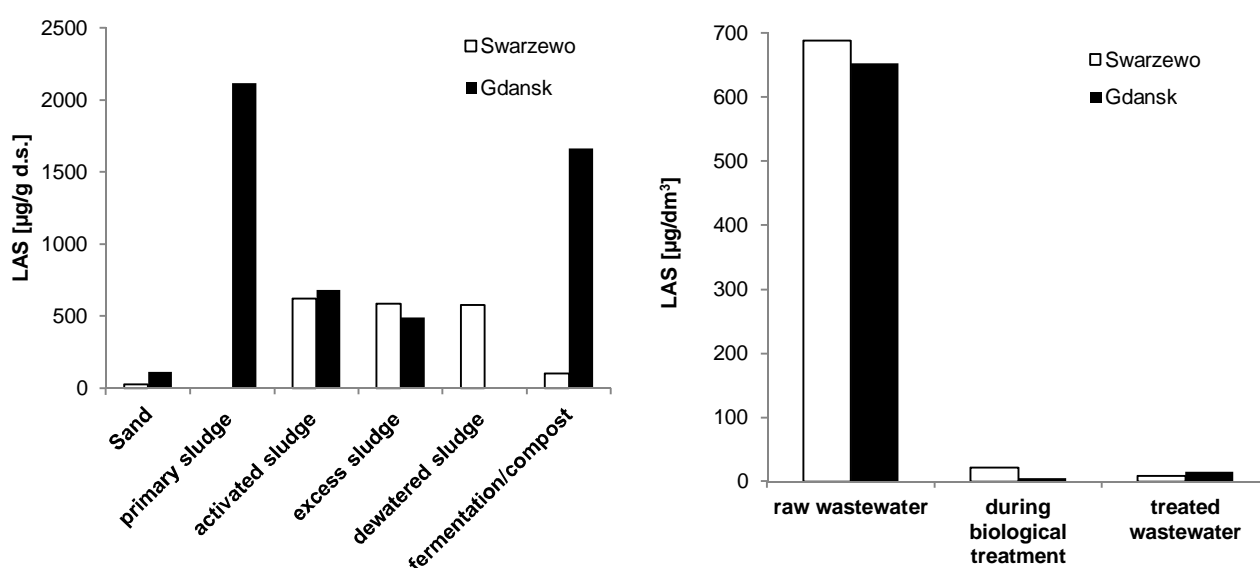 2500
2000
1500
1000
500
0
LAS [µg/g d.s.]
Swarzewo
Gdansk
Sand
primary sludge
activated sludge
excess sludge
dewatered sludge
fermentation/compost
700
600
500
400
300
200
100
0
LAS [µg/dm³]
Swarzewo
Gdansk
raw wastewater
during
biological
treatment
treated
wastewater